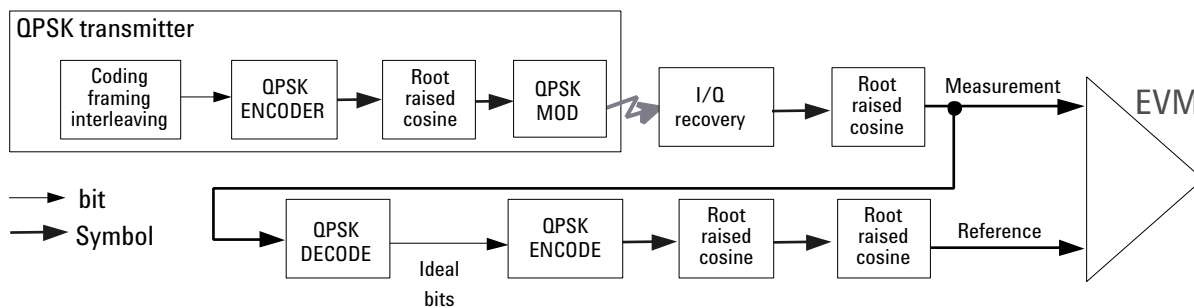 QPSK transmitter
Coding
framing
interleaving
QPSK
ENCODER
Root
raised
cosine
QPSK
MOD
I/Q
recovery
Root
raised
cosine
Measurement
EVM
bit
Symbol
QPSK
DECODE
Ideal
bits
QPSK
ENCODE
Root
raised
cosine
Root
raised
cosine
Reference